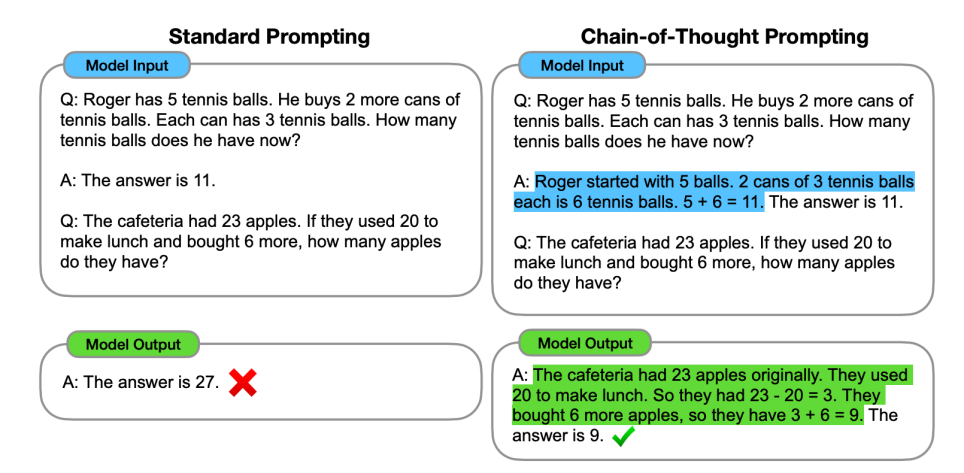 Standard Prompting
Model Input
Q: Roger has 5 tennis balls. He buys 2 more cans of
tennis balls. Each can has 3 tennis balls. How many
tennis balls does he have now?
A: The answer is 11.
Q: The cafeteria had 23 apples. If they used 20 to
make lunch and bought 6 more, how many apples
do they have?
Model Output
A: The answer is 27.
Chain-of-Thought Prompting
Model Input
Q: Roger has 5 tennis balls. He buys 2 more cans of
tennis balls. Each can has 3 tennis balls. How many
tennis balls does he have now?
A: Roger started with 5 balls. 2 cans of 3 tennis balls
each is 6 tennis balls. 5 + 6 = 11. The answer is 11.
Q: The cafeteria had 23 apples. If they used 20 to
make lunch and bought 6 more, how many apples
do they have?
Model Output
A: The cafeteria had 23 apples originally. They used
20 to make lunch. So they had 23 - 20 = 3. They
bought 6 more apples, so they have 3 + 6 = 9. The
answer is 9.